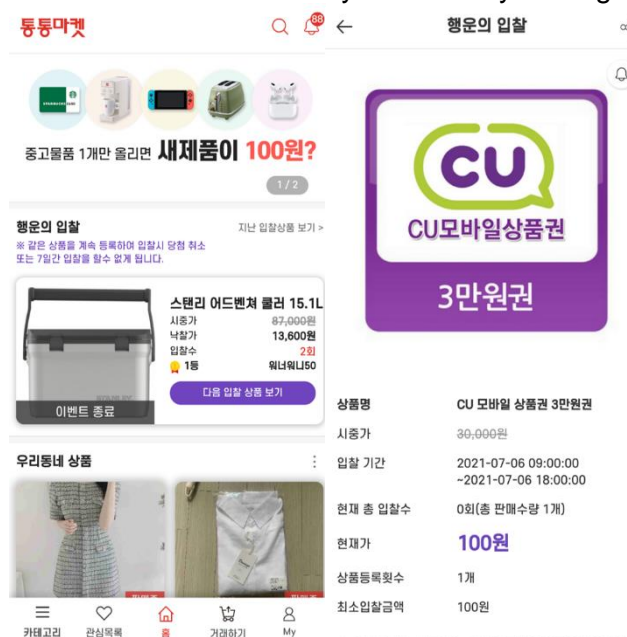 통통마켓
88
중고물품 1개만 올리면 새제품이 100원?
1 / 2
행운의 입찰
지난 입찰상품 보기 >
※ 같은 상품을 계속 등록하여 입찰시 당첨 취소
또는 7일간 입찰을 할수 없게 됩니다.
스탠리 어드벤쳐 쿨러 15.1L
시중가 87,000원
낙찰가 13,600원
입찰수 2회
1등 워너워니50
다음 입찰 상품 보기
이벤트 종료
우리동네 상품
카테고리 관심목록 홈 거래하기 My
행운의 입찰
CU
CU모바일상품권
3만원권
상품명 CU 모바일 상품권 3만원권
시중가 30,000원
입찰 기간 2021-07-06 09:00:00
~2021-07-06 18:00:00
현재 총 입찰수 0회(총 판매수량 1개)
현재가 100원
상품등록횟수 1개
최소입찰금액 100원